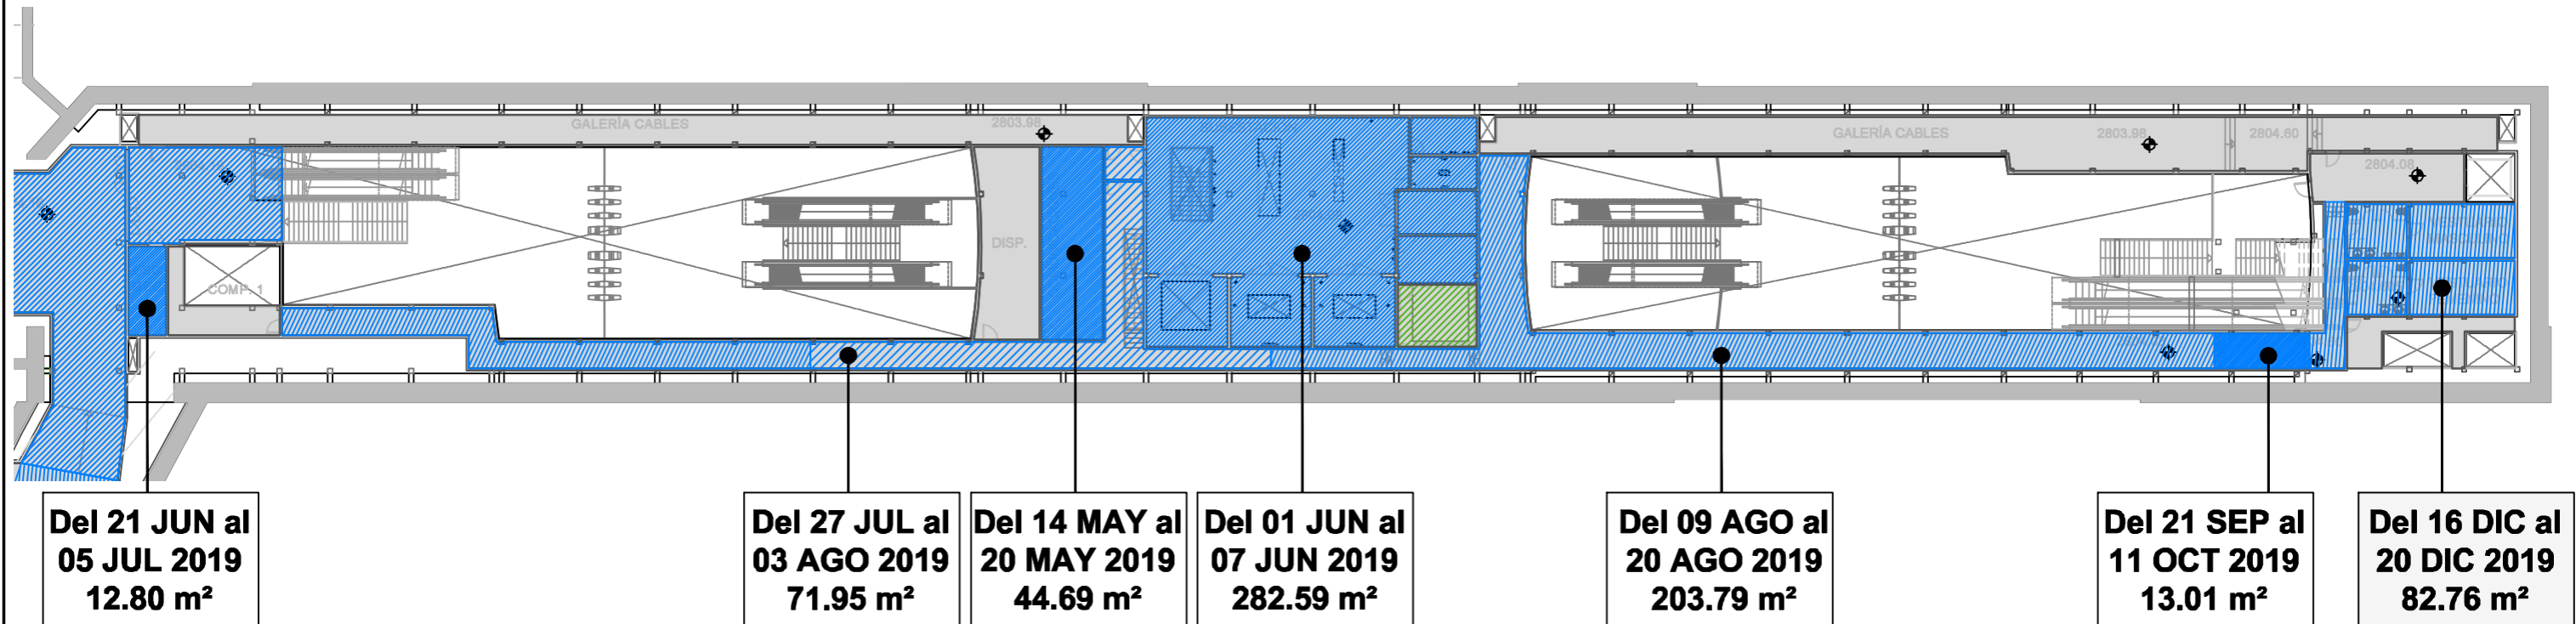 GALERÍA CABLES
2803.98
GALERÍA CABLES
2803.98
2804.60
2804.08
DISP.
COMP. 1
Del 21 JUN al
05 JUL 2019
12.80 m²
Del 27 JUL al
03 AGO 2019
71.95 m²
Del 14 MAY al
20 MAY 2019
44.69 m²
Del 01 JUN al
07 JUN 2019
282.59 m²
Del 09 AGO al
20 AGO 2019
203.79 m²
Del 21 SEP al
11 OCT 2019
13.01 m²
Del 16 DIC al
20 DIC 2019
82.76 m²